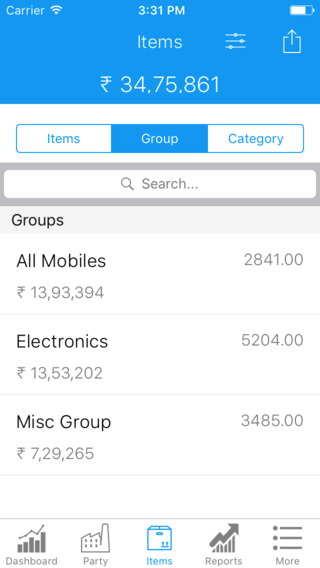 Carrier 3:31 PM
Items
₹ 34,75,861
Items Group Category
Search...
Groups
All Mobiles 2841.00
₹ 13,93,394
Electronics 5204.00
₹ 13,53,202
Misc Group 3485.00
₹ 7,29,265
Dashboard Party Items Reports More